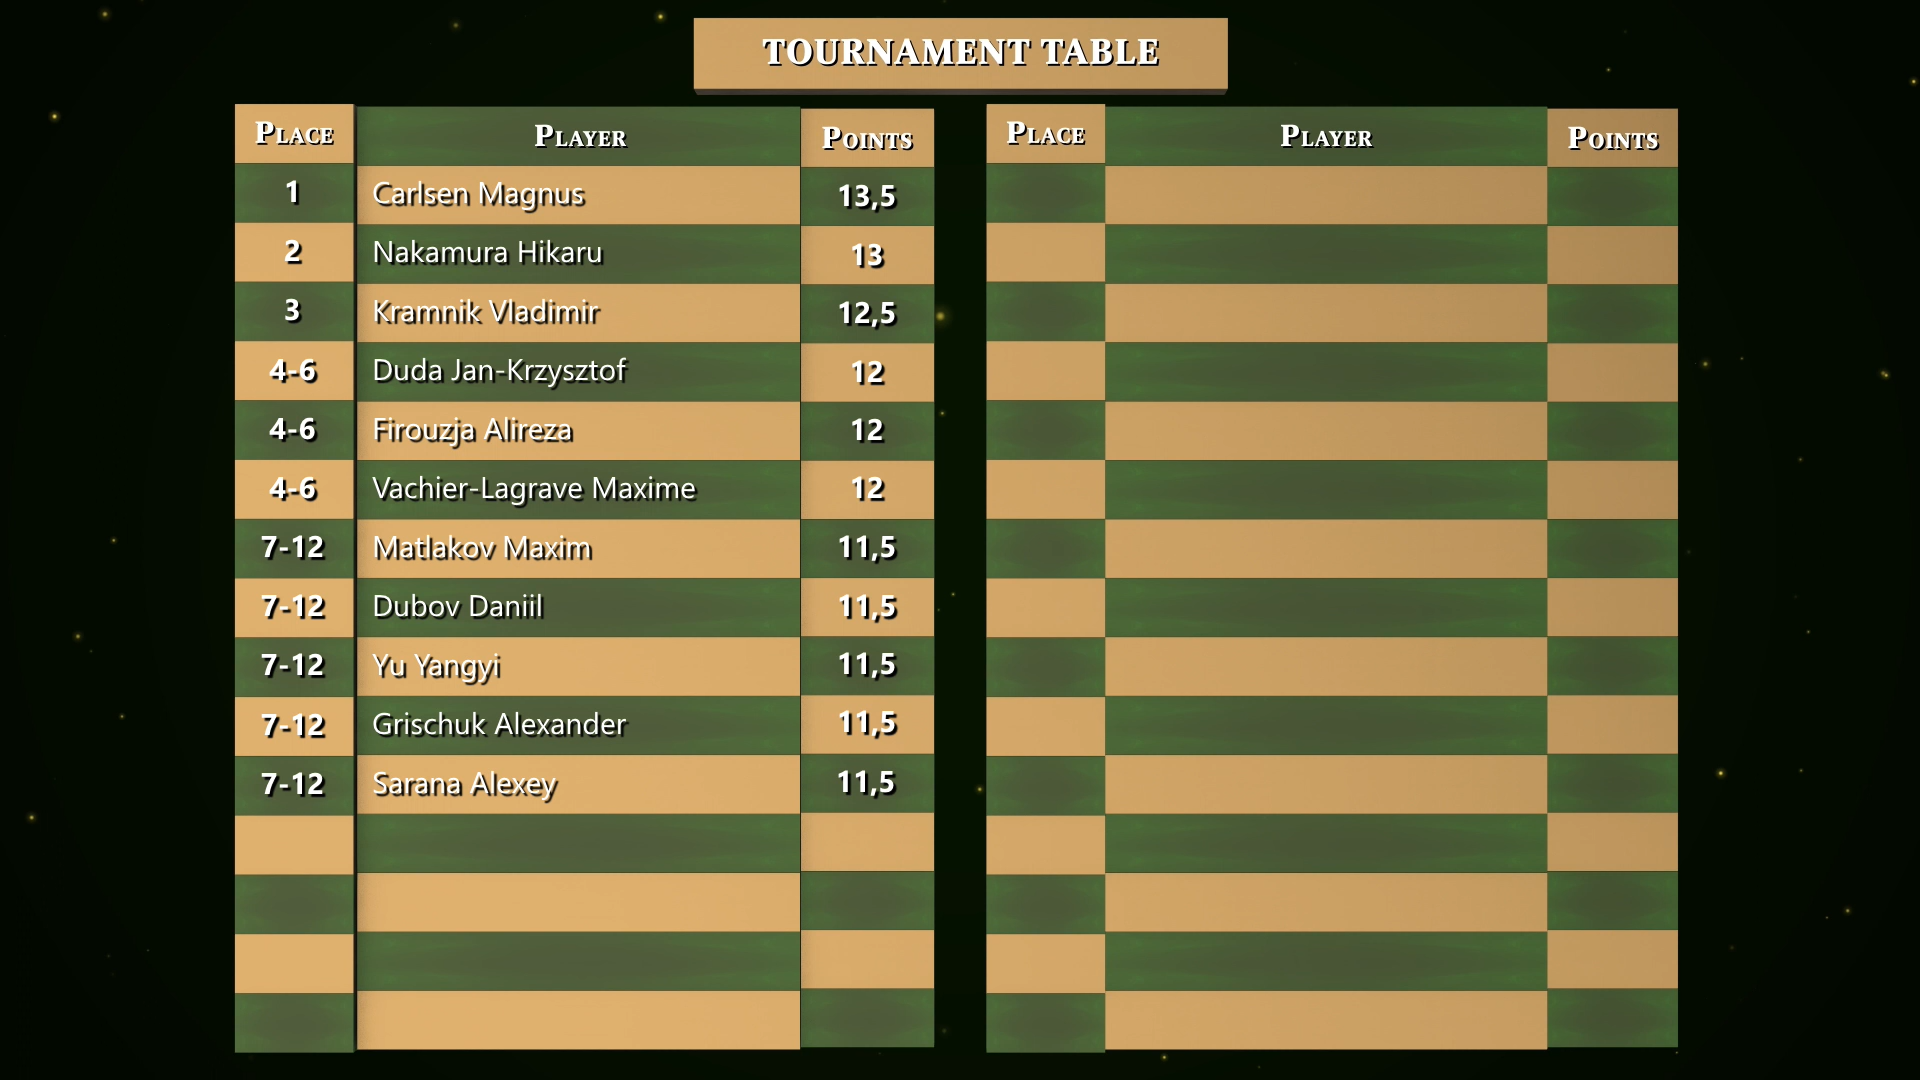 TOURNAMENT TABLE
PLACE PLAYER POINTS
1 Carlsen Magnus 13,5
2 Nakamura Hikaru 13
3 Kramnik Vladimir 12,5
4-6 Duda Jan-Krzysztof 12
4-6 Firouzja Alireza 12
4-6 Vachier-Lagrave Maxime 12
7-12 Matlakov Maxim 11,5
7-12 Dubov Daniil 11,5
7-12 Yu Yangyi 11,5
7-12 Grischuk Alexander 11,5
7-12 Sarana Alexey 11,5
PLACE PLAYER POINTS